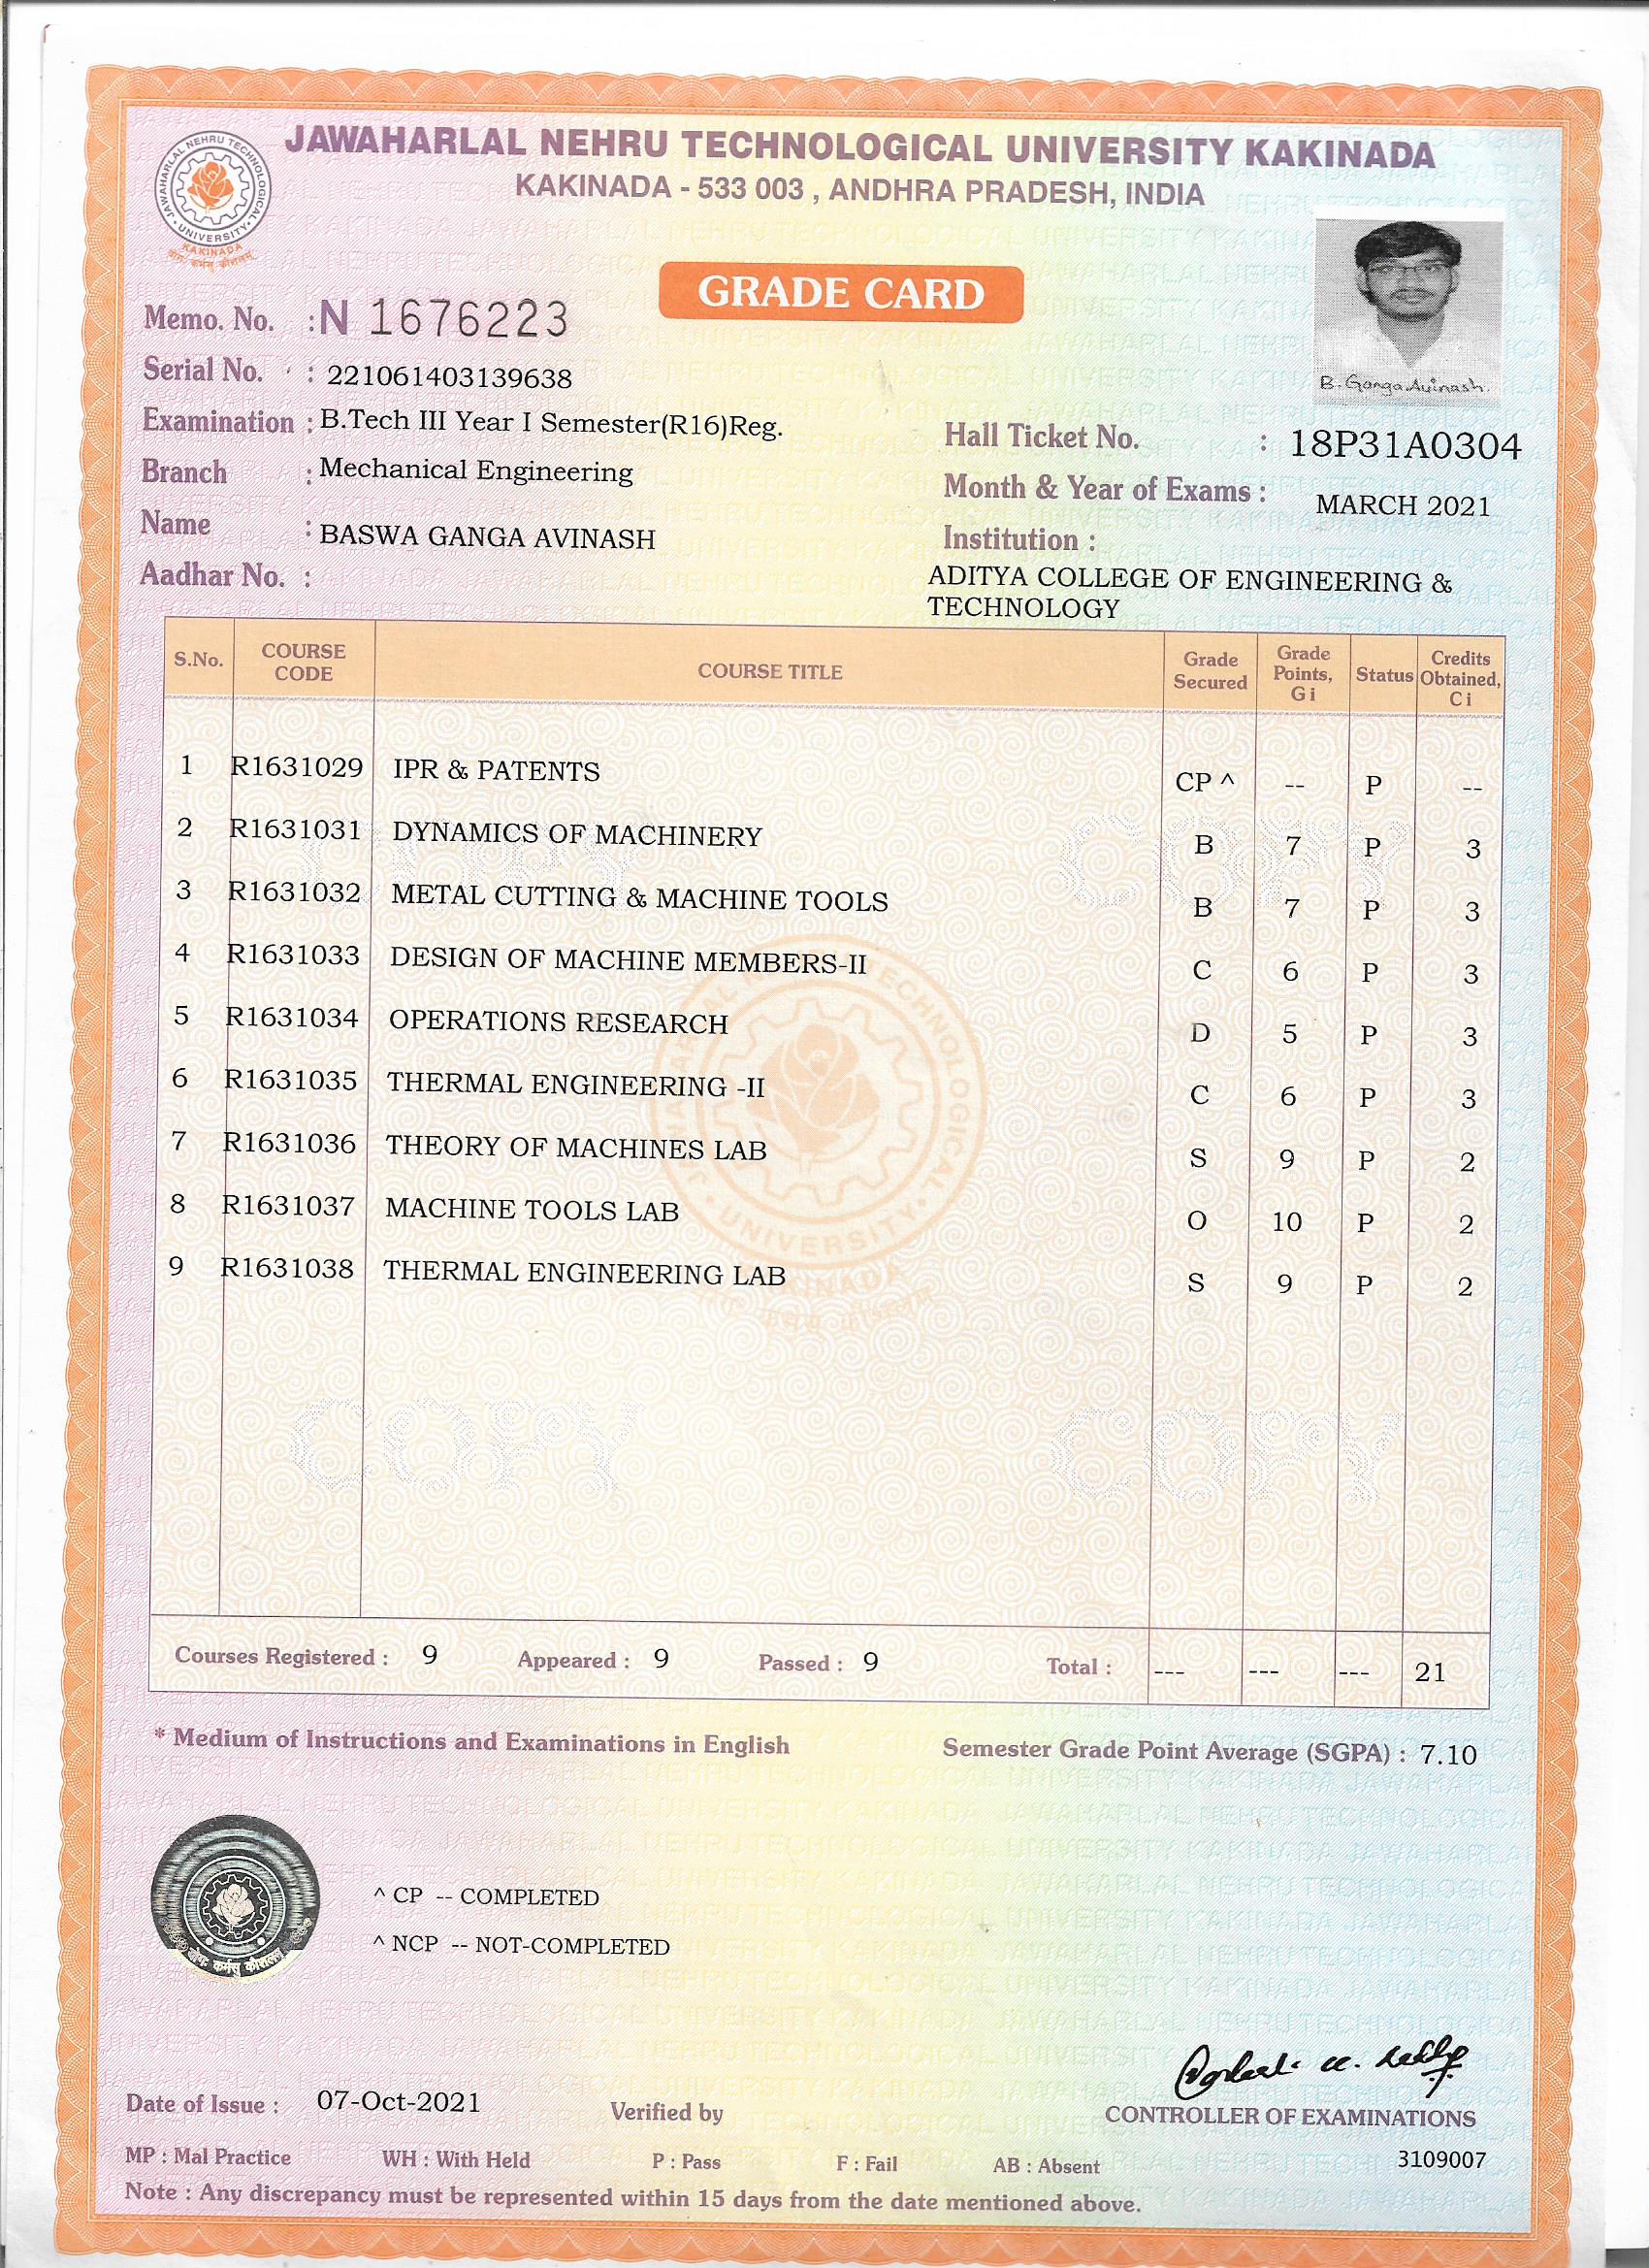 JAWAHARLAL NEHRU TECHNOLOGICAL UNIVERSITY KAKINADA
KAKINADA - 533 003 , ANDHRA PRADESH, INDIA
JAWAHARLAL NEHRU TECHNOLOGICAL UNIVERSITY
KAKINADA
GRADE CARD
B. Ganga Avinash.
Memo. No. : N 1676223
Serial No. : 221061403139638
Examination : B.Tech III Year I Semester(R16)Reg.
Hall Ticket No. : 18P31A0304
Branch : Mechanical Engineering
Month & Year of Exams : MARCH 2021
Name : BASWA GANGA AVINASH
Institution :
Aadhar No. :
ADITYA COLLEGE OF ENGINEERING &
TECHNOLOGY
S.No. COURSE CODE COURSE TITLE Grade Secured Grade Points, Gi Status Credits Obtained, Ci
1 R1631029 IPR & PATENTS CP ^ -- P --
2 R1631031 DYNAMICS OF MACHINERY B 7 P 3
3 R1631032 METAL CUTTING & MACHINE TOOLS B 7 P 3
4 R1631033 DESIGN OF MACHINE MEMBERS-II C 6 P 3
5 R1631034 OPERATIONS RESEARCH D 5 P 3
6 R1631035 THERMAL ENGINEERING -II C 6 P 3
7 R1631036 THEORY OF MACHINES LAB S 9 P 2
8 R1631037 MACHINE TOOLS LAB O 10 P 2
9 R1631038 THERMAL ENGINEERING LAB S 9 P 2
COPY COPY
Courses Registered : 9 Appeared : 9 Passed : 9 Total : --- --- --- 21
* Medium of Instructions and Examinations in English
Semester Grade Point Average (SGPA) : 7.10
^ CP -- COMPLETED
^ NCP -- NOT-COMPLETED
Date of Issue : 07-Oct-2021
Verified by
CONTROLLER OF EXAMINATIONS
MP : Mal Practice WH : With Held P : Pass F : Fail AB : Absent 3109007
Note : Any discrepancy must be represented within 15 days from the date mentioned above.